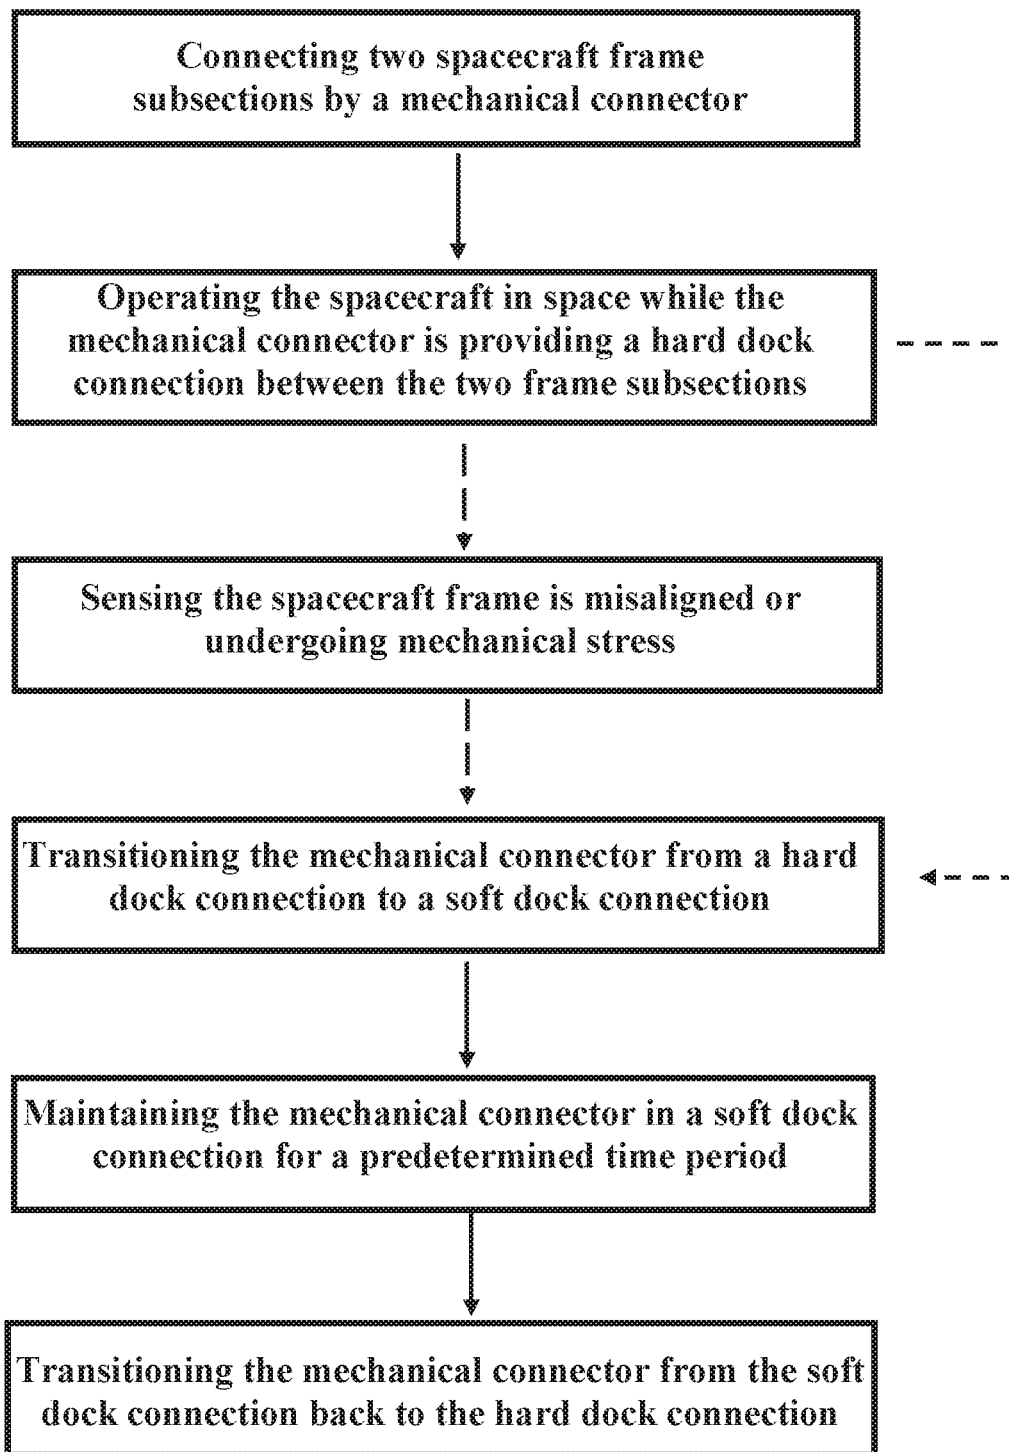 Connecting two spacecraft frame
subsections by a mechanical connector
Operating the spacecraft in space while the
mechanical connector is providing a hard dock
connection between the two frame subsections
Sensing the spacecraft frame is misaligned or
undergoing mechanical stress
Transitioning the mechanical connector from a hard
dock connection to a soft dock connection
Maintaining the mechanical connector in a soft dock
connection for a predetermined time period
Transitioning the mechanical connector from the soft
dock connection back to the hard dock connection